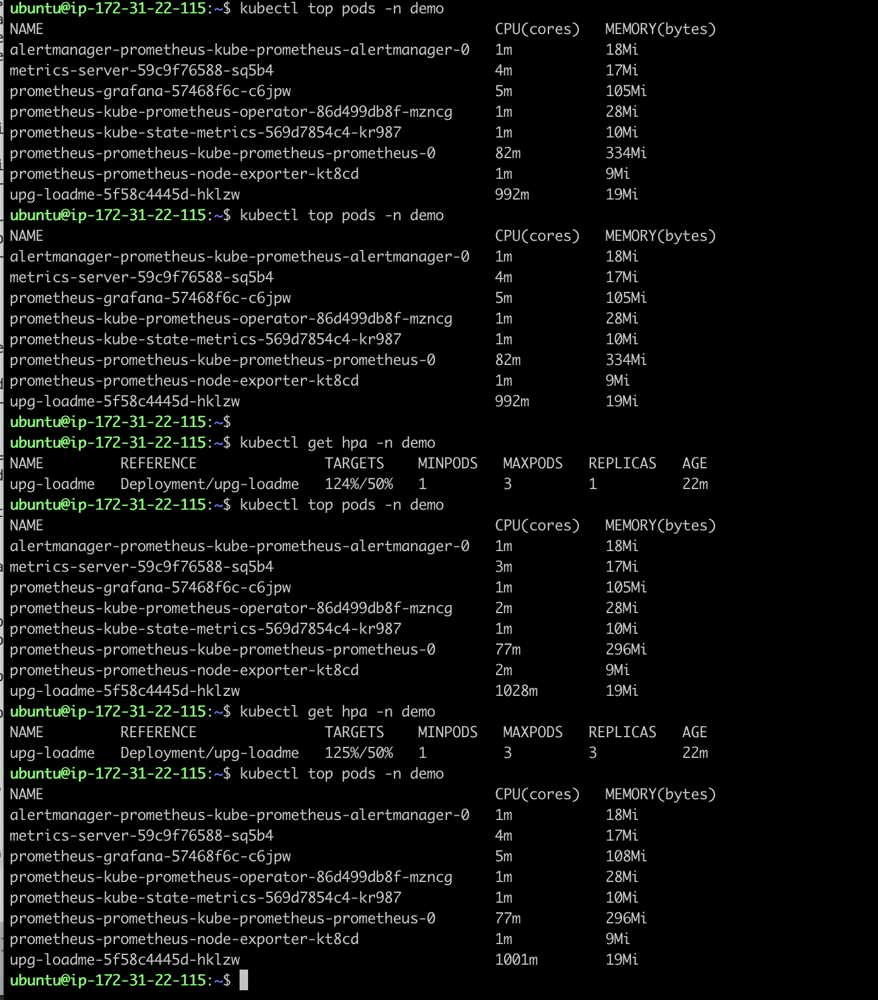 ubuntu@ip-172-31-22-115:~$ kubectl top pods -n demo
NAME CPU(cores) MEMORY(bytes)
alertmanager-prometheus-kube-prometheus-alertmanager-0 1m 18Mi
metrics-server-59c9f76588-sq5b4 4m 17Mi
prometheus-grafana-57468f6c-c6jpw 5m 105Mi
prometheus-kube-prometheus-operator-86d499db8f-mzncg 1m 28Mi
prometheus-kube-state-metrics-569d7854c4-kr987 1m 10Mi
prometheus-prometheus-kube-prometheus-prometheus-0 82m 334Mi
prometheus-prometheus-node-exporter-kt8cd 1m 9Mi
upg-loadme-5f58c4445d-hklzw 992m 19Mi
ubuntu@ip-172-31-22-115:~$ kubectl top pods -n demo
NAME CPU(cores) MEMORY(bytes)
alertmanager-prometheus-kube-prometheus-alertmanager-0 1m 18Mi
metrics-server-59c9f76588-sq5b4 4m 17Mi
prometheus-grafana-57468f6c-c6jpw 5m 105Mi
prometheus-kube-prometheus-operator-86d499db8f-mzncg 1m 28Mi
prometheus-kube-state-metrics-569d7854c4-kr987 1m 10Mi
prometheus-prometheus-kube-prometheus-prometheus-0 82m 334Mi
prometheus-prometheus-node-exporter-kt8cd 1m 9Mi
upg-loadme-5f58c4445d-hklzw 992m 19Mi
ubuntu@ip-172-31-22-115:~$
ubuntu@ip-172-31-22-115:~$ kubectl get hpa -n demo
NAME REFERENCE TARGETS MINPODS MAXPODS REPLICAS AGE
upg-loadme Deployment/upg-loadme 124%/50% 1 3 1 22m
ubuntu@ip-172-31-22-115:~$ kubectl top pods -n demo
NAME CPU(cores) MEMORY(bytes)
alertmanager-prometheus-kube-prometheus-alertmanager-0 1m 18Mi
metrics-server-59c9f76588-sq5b4 3m 17Mi
prometheus-grafana-57468f6c-c6jpw 1m 105Mi
prometheus-kube-prometheus-operator-86d499db8f-mzncg 2m 28Mi
prometheus-kube-state-metrics-569d7854c4-kr987 1m 10Mi
prometheus-prometheus-kube-prometheus-prometheus-0 77m 296Mi
prometheus-prometheus-node-exporter-kt8cd 2m 9Mi
upg-loadme-5f58c4445d-hklzw 1028m 19Mi
ubuntu@ip-172-31-22-115:~$ kubectl get hpa -n demo
NAME REFERENCE TARGETS MINPODS MAXPODS REPLICAS AGE
upg-loadme Deployment/upg-loadme 125%/50% 1 3 3 22m
ubuntu@ip-172-31-22-115:~$ kubectl top pods -n demo
NAME CPU(cores) MEMORY(bytes)
alertmanager-prometheus-kube-prometheus-alertmanager-0 1m 18Mi
metrics-server-59c9f76588-sq5b4 4m 17Mi
prometheus-grafana-57468f6c-c6jpw 5m 108Mi
prometheus-kube-prometheus-operator-86d499db8f-mzncg 1m 28Mi
prometheus-kube-state-metrics-569d7854c4-kr987 1m 10Mi
prometheus-prometheus-kube-prometheus-prometheus-0 77m 296Mi
prometheus-prometheus-node-exporter-kt8cd 1m 9Mi
upg-loadme-5f58c4445d-hklzw 1001m 19Mi
ubuntu@ip-172-31-22-115:~$